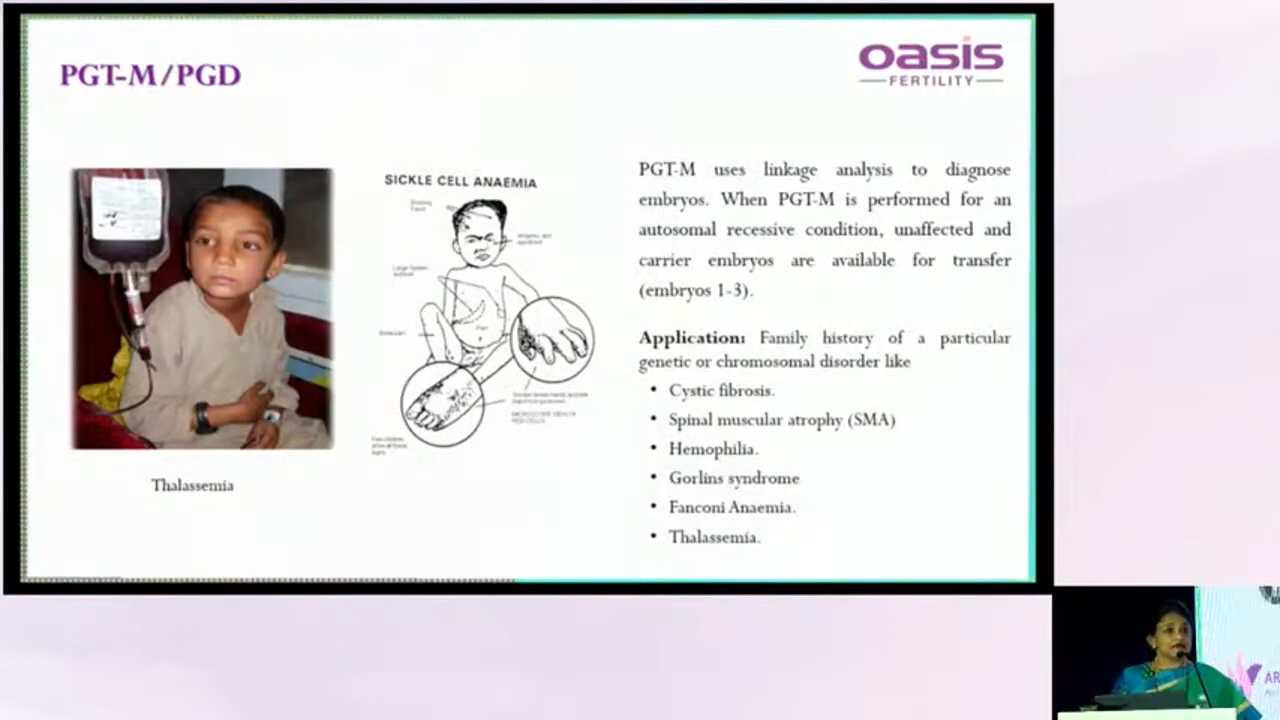 PGT-M/PGD
oasis
FERTILITY
SICKLE CELL ANAEMIA
PGT-M uses linkage analysis to diagnose
embryos. When PGT-M is performed for an
autosomal recessive condition, unaffected and
carrier embryos are available for transfer
(embryos 1-3).
Application: Family history of a particular
genetic or chromosomal disorder like
• Cystic fibrosis.
• Spinal muscular atrophy (SMA)
• Hemophilia.
• Gorlins syndrome
• Fanconi Anaemia.
• Thalassemia.
Thalassemia
AR